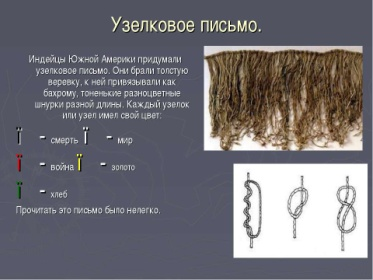 Узелковое письмо.
Индейцы Южной Америки придумали
узелковое письмо. Они брали толстую
веревку, к ней привязывали как
бахрому, тоненькие разноцветные
шнурки разной длины. Каждый узелок
или узел имел свой цвет:
- смерть - мир
- война - золото
- хлеб
Прочитать это письмо было нелегко.